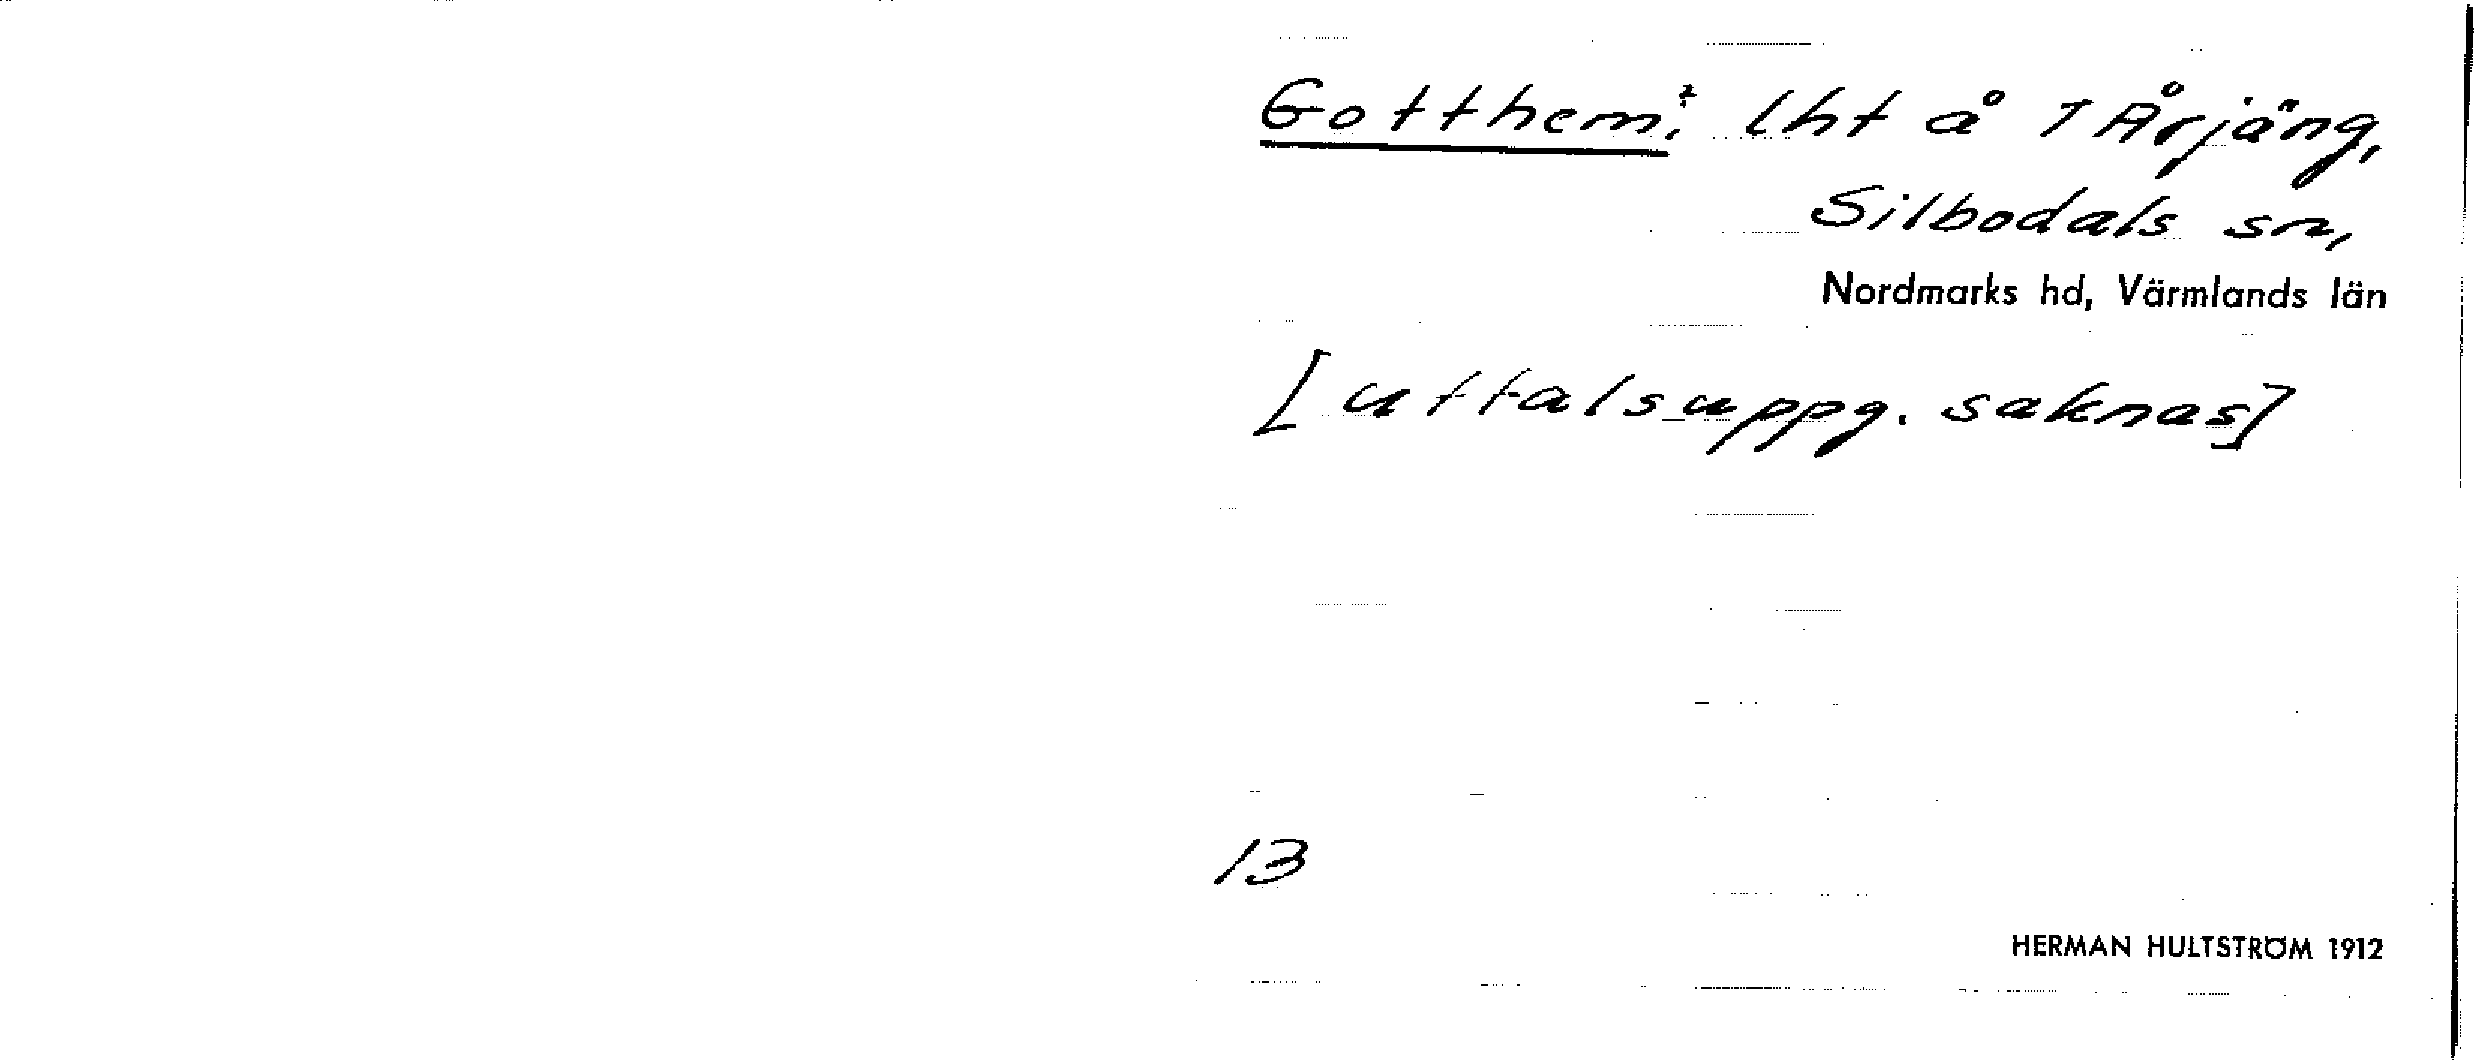 Gotthem: lht å 1 Årjäng,
Silbodals sn,
Nordmarks hd, Värmlands län
[uttalsuppg. saknas]
13
HERMAN HULTSTRÖM 1912